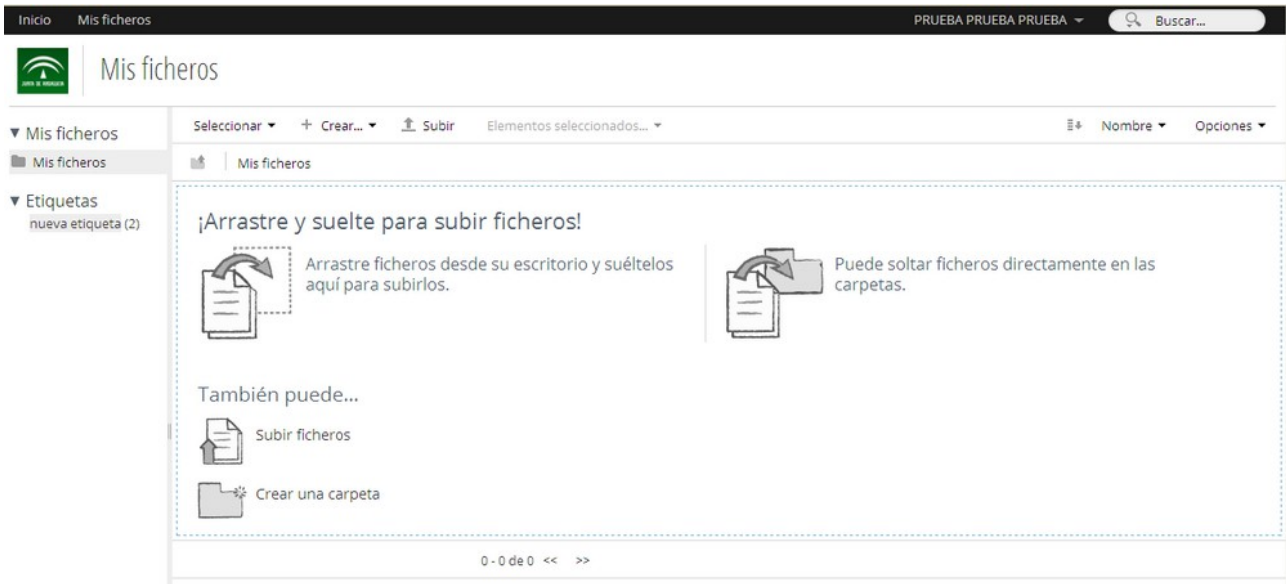 Inicio Mis ficheros PRUEBA PRUEBA PRUEBA Buscar...
JUNTA DE ANDALUCIA
Mis ficheros
Mis ficheros
Mis ficheros
Etiquetas
nueva etiqueta (2)
Seleccionar + Crear... Subir Elementos seleccionados... Nombre Opciones
Mis ficheros
¡Arrastre y suelte para subir ficheros!
Arrastre ficheros desde su escritorio y suéltelos
aquí para subirlos.
Puede soltar ficheros directamente en las
carpetas.
También puede...
Subir ficheros
Crear una carpeta
0 - 0 de 0 << >>